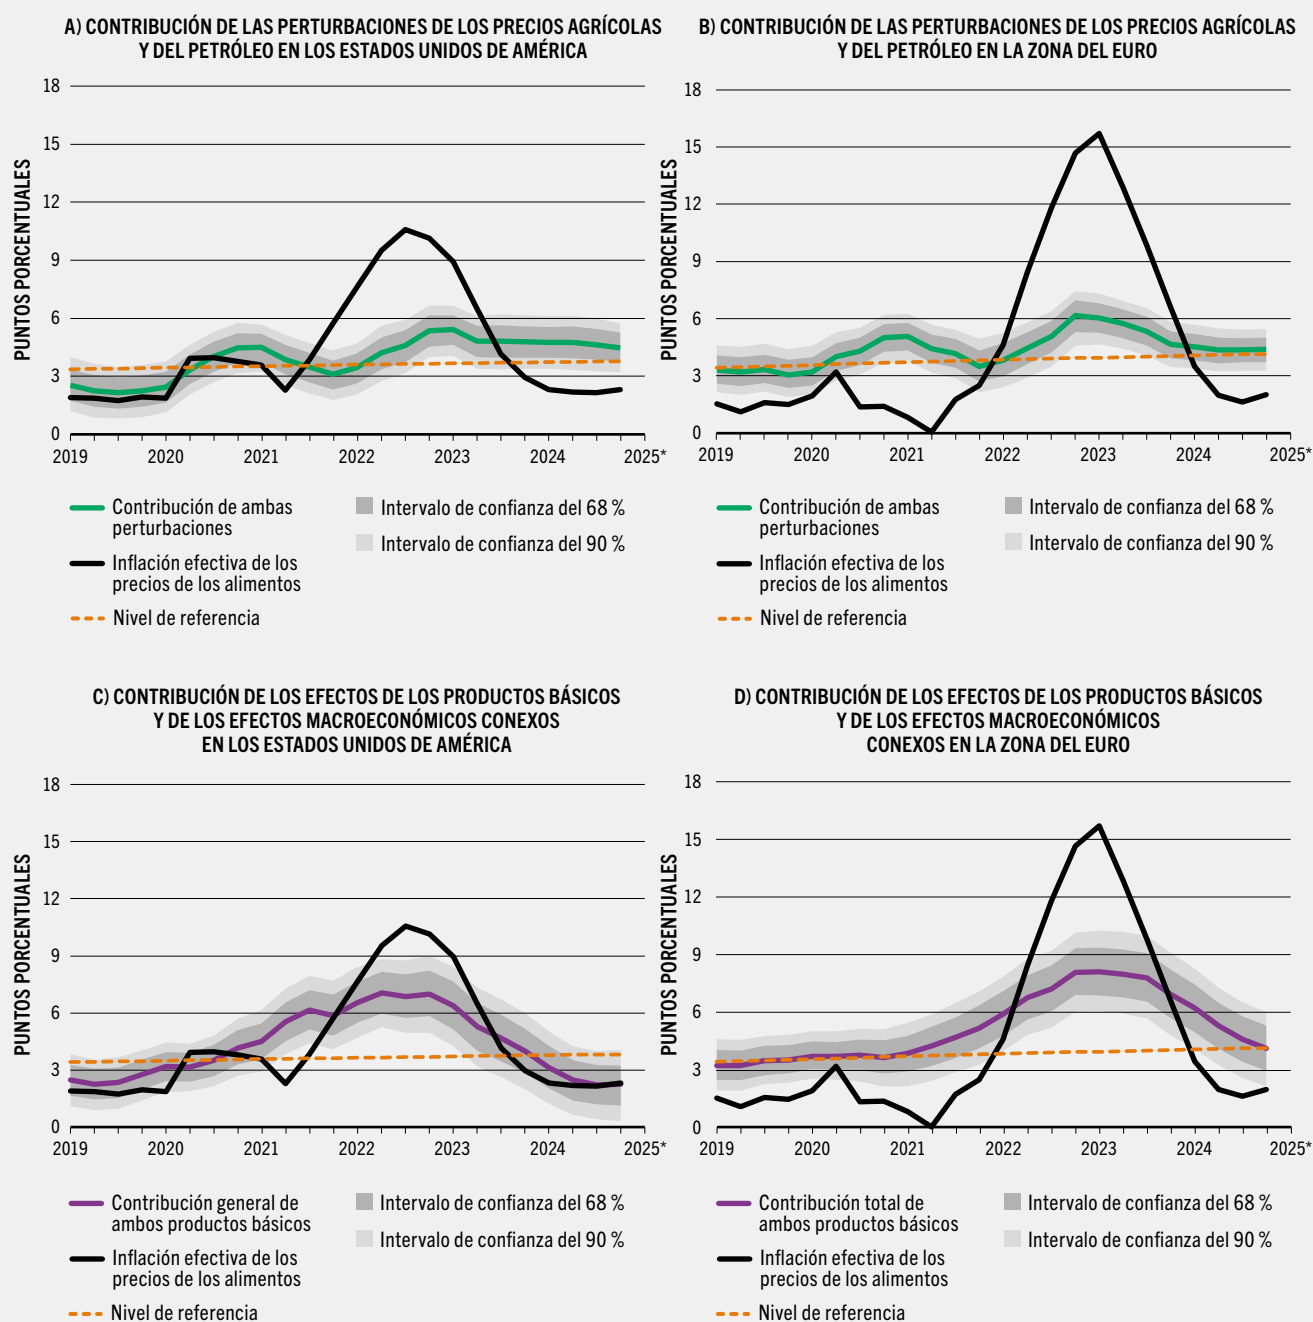 A) CONTRIBUCIÓN DE LAS PERTURBACIONES DE LOS PRECIOS AGRÍCOLAS
Y DEL PETRÓLEO EN LOS ESTADOS UNIDOS DE AMÉRICA
PUNTOS PORCENTUALES
18
15
12
9
6
3
0
2019 2020 2021 2022 2023 2024 2025*
Contribución de ambas
perturbaciones
Inflación efectiva de los
precios de los alimentos
Nivel de referencia
Intervalo de confianza del 68 %
Intervalo de confianza del 90 %
B) CONTRIBUCIÓN DE LAS PERTURBACIONES DE LOS PRECIOS AGRÍCOLAS
Y DEL PETRÓLEO EN LA ZONA DEL EURO
PUNTOS PORCENTUALES
18
15
12
9
6
3
0
2019 2020 2021 2022 2023 2024 2025*
Contribución de ambas
perturbaciones
Inflación efectiva de los
precios de los alimentos
Nivel de referencia
Intervalo de confianza del 68 %
Intervalo de confianza del 90 %
C) CONTRIBUCIÓN DE LOS EFECTOS DE LOS PRODUCTOS BÁSICOS
Y DE LOS EFECTOS MACROECONÓMICOS CONEXOS
EN LOS ESTADOS UNIDOS DE AMÉRICA
PUNTOS PORCENTUALES
18
15
12
9
6
3
0
2019 2020 2021 2022 2023 2024 2025*
Contribución general de
ambos productos básicos
Inflación efectiva de los
precios de los alimentos
Nivel de referencia
Intervalo de confianza del 68 %
Intervalo de confianza del 90 %
D) CONTRIBUCIÓN DE LOS EFECTOS DE LOS PRODUCTOS BÁSICOS
Y DE LOS EFECTOS MACROECONÓMICOS
CONEXOS EN LA ZONA DEL EURO
PUNTOS PORCENTUALES
18
15
12
9
6
3
0
2019 2020 2021 2022 2023 2024 2025*
Contribución total de
ambos productos básicos
Inflación efectiva de los
precios de los alimentos
Nivel de referencia
Intervalo de confianza del 68 %
Intervalo de confianza del 90 %